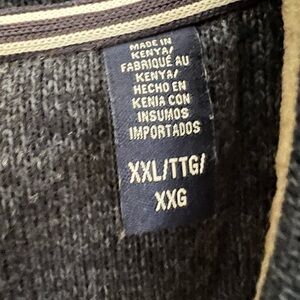 MADE IN
KENYA/
FABRIQUÉ AU
KENYA/
HECHO EN
KENIA CON
INSUMOS
IMPORTADOS
XXL/TTG/
XXG